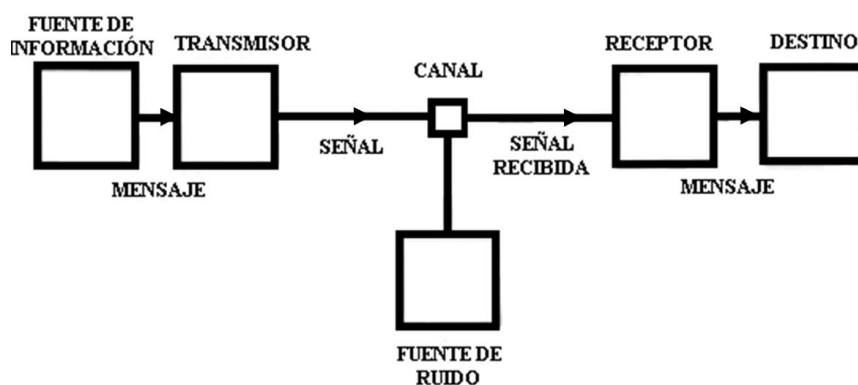 FUENTE DE
INFORMACIÓN
TRANSMISOR
CANAL
RECEPTOR
DESTINO
MENSAJE
SEÑAL
SEÑAL
RECIBIDA
MENSAJE
FUENTE DE
RUIDO